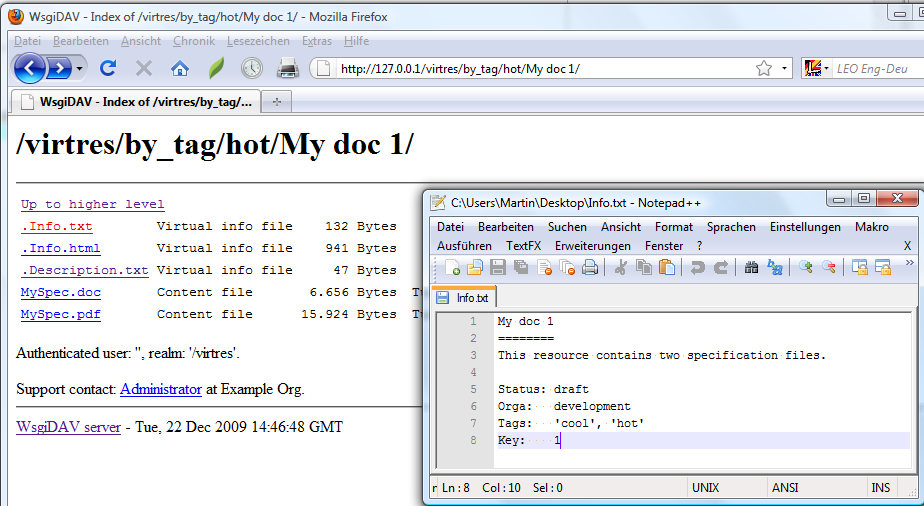 WsgiDAV - Index of /virtres/by_tag/hot/My doc 1/ - Mozilla Firefox
Datei Bearbeiten Ansicht Chronik Lesezeichen Extras Hilfe
http://127.0.0.1/virtres/by_tag/hot/My doc 1/
LEO Eng-Deu
WsgiDAV - Index of /virtres/by_tag/...
/virtres/by_tag/hot/My doc 1/
Up to higher level
.Info.txt Virtual info file 132 Bytes
.Info.html Virtual info file 941 Bytes
.Description.txt Virtual info file 47 Bytes
MySpec.doc Content file 6.656 Bytes
MySpec.pdf Content file 15.924 Bytes
Authenticated user: '', realm: '/virtres'.
Support contact: Administrator at Example Org.
WsgiDAV server - Tue, 22 Dec 2009 14:46:48 GMT
C:\Users\Martin\Desktop\Info.txt - Notepad++
Datei Bearbeiten Suchen Ansicht Format Sprachen Einstellungen Makro
Ausführen TextFX Erweiterungen Fenster ? X
Info.txt
1 My doc 1
2 ========
3 This resource contains two specification files.
4
5 Status: draft
6 Orga: development
7 Tags: 'cool', 'hot'
8 Key: 1
Ln : 8 Col : 10 Sel : 0 UNIX ANSI INS